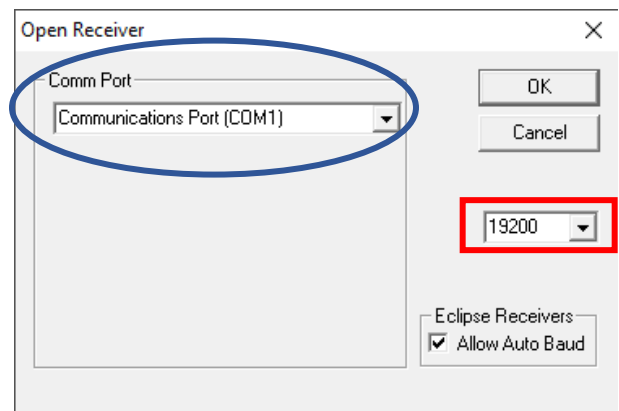 Open Receiver
Comm Port
Communications Port (COM1)
OK
Cancel
19200
Eclipse Receivers
Allow Auto Baud